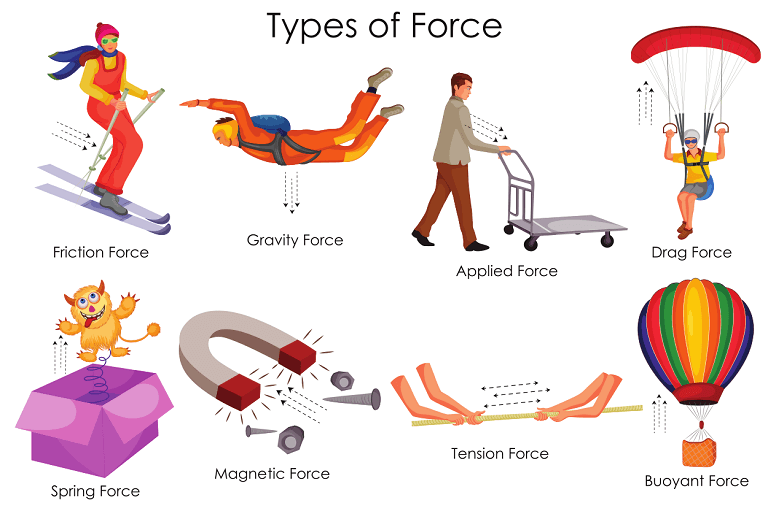 Types of Force
Friction Force
Gravity Force
Applied Force
Drag Force
Spring Force
Magnetic Force
Tension Force
Buoyant Force